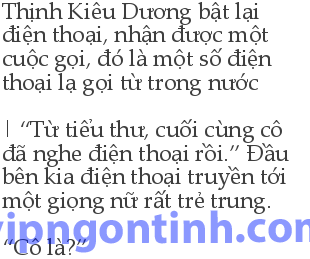 Thịnh Kiêu Dương bật lại
điện thoại, nhận được một
cuộc gọi, đó là một số điện
thoại lạ gọi từ trong nước
| “Từ tiểu thư, cuối cùng cô
đã nghe điện thoại rồi.” Đầu
bên kia điện thoại truyền tới
một giọng nữ rất trẻ trung.
vipngontinh.com
“Cô là?”